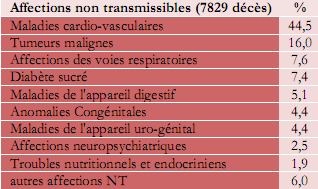 Affections non transmissibles (7829 décès) %
Maladies cardio-vasculaires 44,5
Tumeurs malignes 16,0
Affections des voies respiratoires 7,6
Diabète sucré 7,4
Maladies de l'appareil digestif 5,1
Anomalies Congénitales 4,4
Maladies de l'appareil uro-génital 4,4
Affections neuropsychiatriques 2,5
Troubles nutritionnels et endocriniens 1,9
autres affections NT 6,0